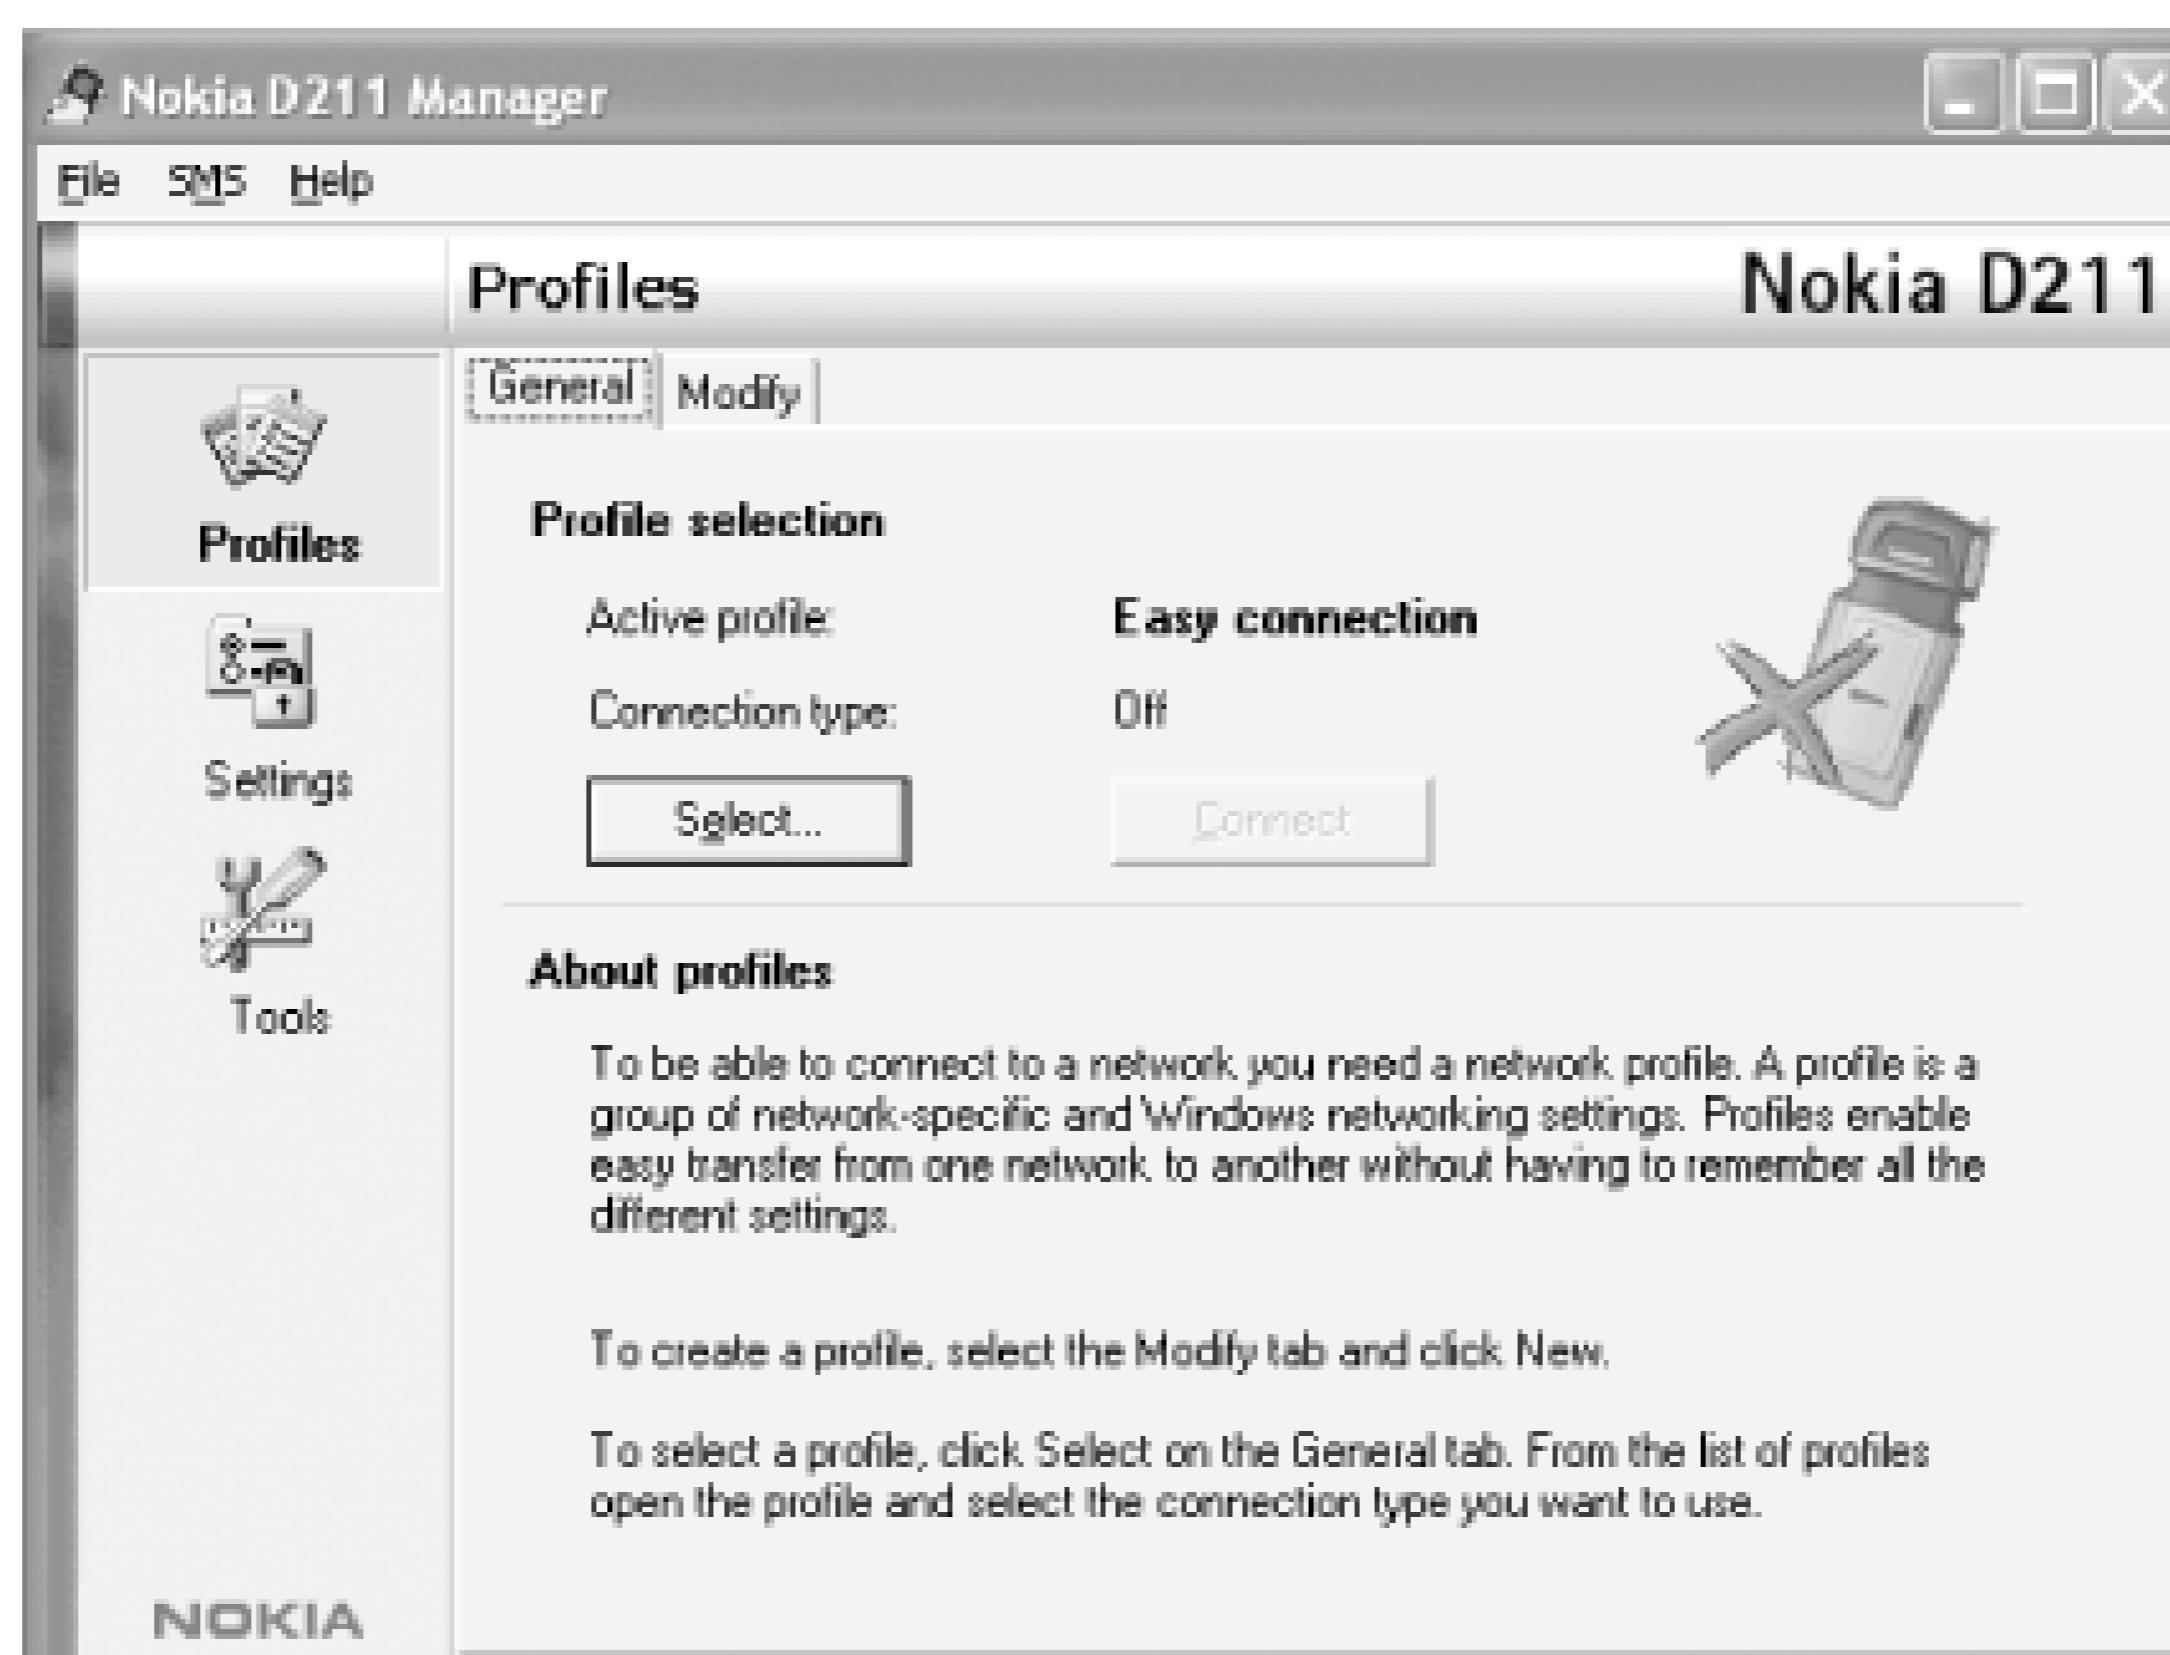 Nokia D211 Manager
File SMS Help
Profiles
Nokia D211
General Modify
Profiles
Settings
Tools
Profile selection
Active profile: Easy connection
Connection type: Off
Select... Connect
About profiles
To be able to connect to a network you need a network profile. A profile is a
group of network-specific and Windows networking settings. Profiles enable
easy transfer from one network to another without having to remember all the
different settings.
To create a profile, select the Modify tab and click New.
To select a profile, click Select on the General tab. From the list of profiles
open the profile and select the connection type you want to use.
NOKIA